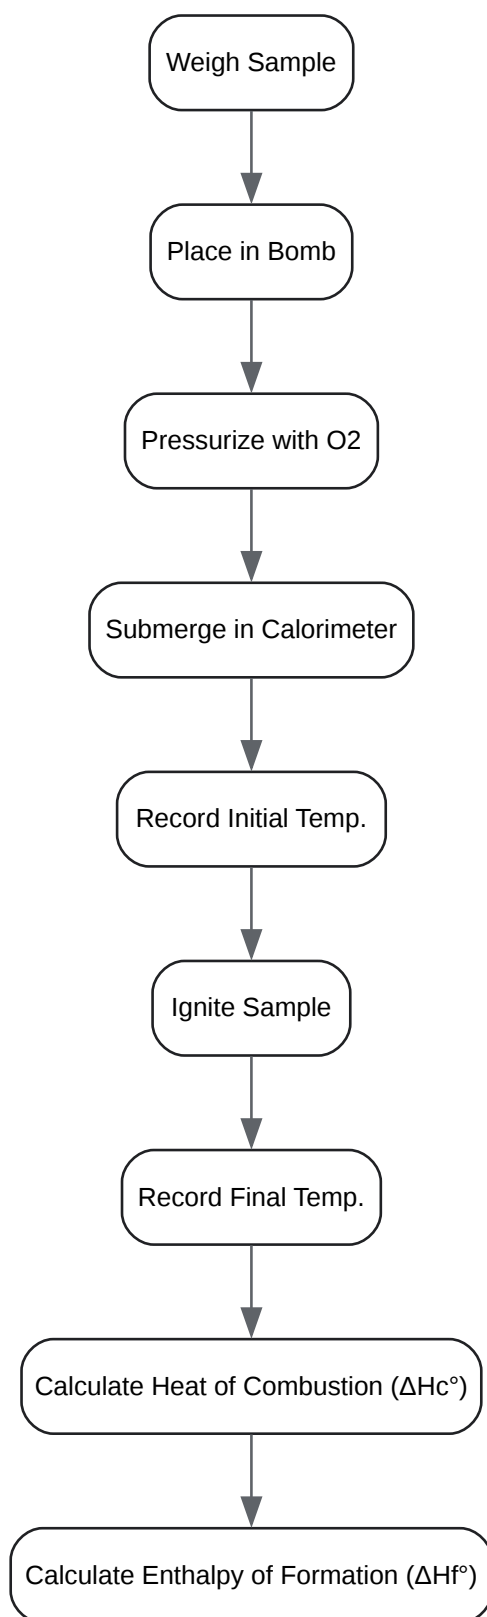 Weigh Sample
Place in Bomb
Pressurize with O2
Submerge in Calorimeter
Record Initial Temp.
Ignite Sample
Record Final Temp.
Calculate Heat of Combustion (ΔHc°)
Calculate Enthalpy of Formation (ΔHf°)